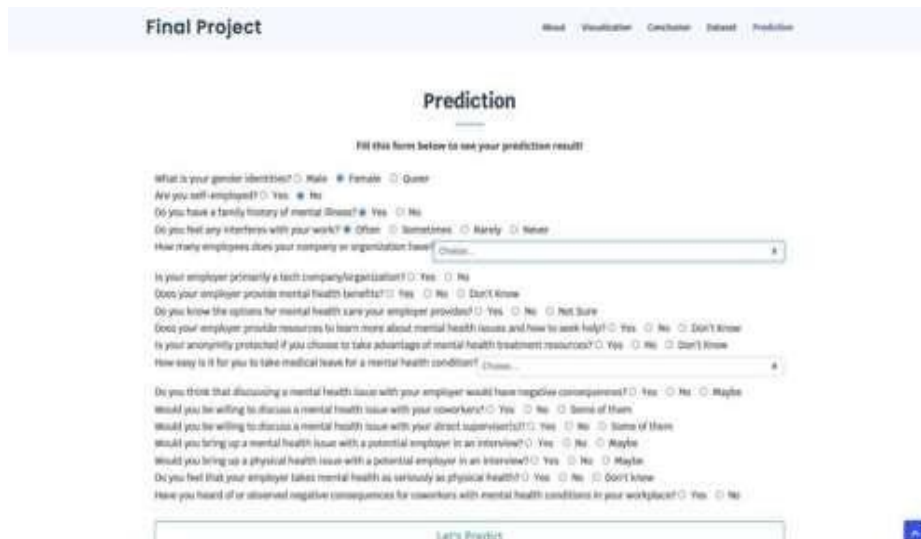 Final Project
About Visualization Conclusion Dataset Prediction
Prediction
Fill this form below to see your prediction result!
What is your gender identities? Male Female Queer
Are you self-employed? Yes No
Do you have a family history of mental illness? Yes No
Do you feel any interferes with your work? Often Sometimes Rarely Never
How many employees does your company or organization have? Choose...
Is your employer primarily a tech company/organization? Yes No
Does your employer provide mental health benefits? Yes No Don't Know
Do you know the options for mental health care your employer provides? Yes No Not Sure
Does your employer provide resources to learn more about mental health issues and how to seek help? Yes No Don't Know
Is your anonymity protected if you choose to take advantage of mental health treatment resources? Yes No Don't Know
How easy is it for you to take medical leave for a mental health condition? Choose...
Do you think that discussing a mental health issue with your employer would have negative consequences? Yes No Maybe
Would you be willing to discuss a mental health issue with your coworkers? Yes No Some of them
Would you be willing to discuss a mental health issue with your direct supervisor(s)? Yes No Some of them
Would you bring up a mental health issue with a potential employer in an interview? Yes No Maybe
Would you bring up a physical health issue with a potential employer in an interview? Yes No Maybe
Do you feel that your employer takes mental health as seriously as physical health? Yes No Don't know
Have you heard of or observed negative consequences for coworkers with mental health conditions in your workplace? Yes No
Let's Predict